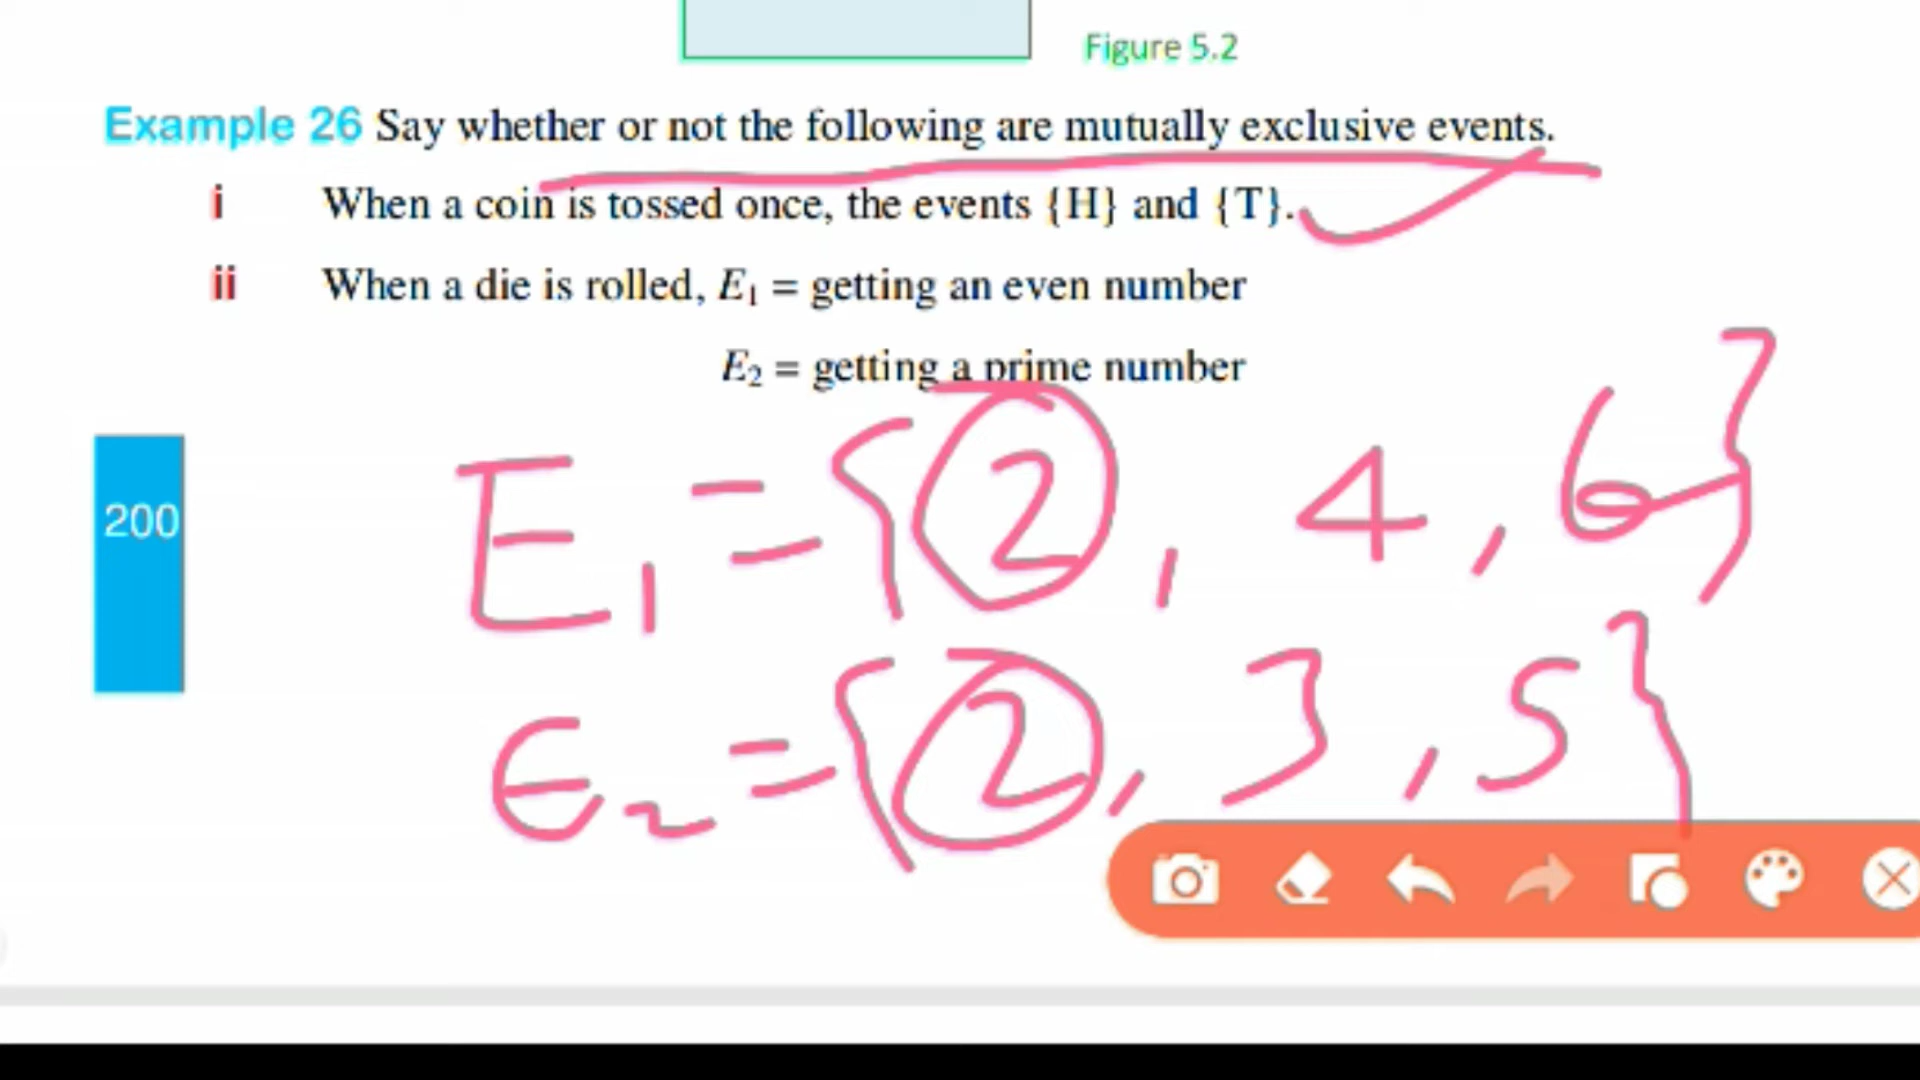 Figure 5.2
Example 26 Say whether or not the following are mutually exclusive events.
i When a coin is tossed once, the events {H} and {T}.
ii When a die is rolled, E₁ = getting an even number
E₂ = getting a prime number
E₁ = {2, 4, 6}
200
E₂ = {2, 3, 5}